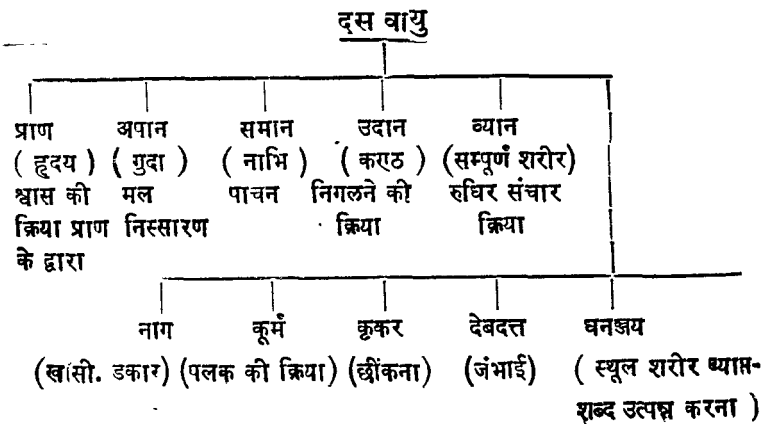 दस वायु
प्राण अपान समान उदान व्यान
( हृदय ) ( गुदा ) ( नाभि ) ( कण्ठ ) (सम्पूर्ण शरीर)
श्वास की मल पाचन निगलने की रुधिर संचार
क्रिया प्राण निस्सारण क्रिया क्रिया
के द्वारा
नाग कूर्म कृकर देबदत्त धनञ्जय
(खांसी. डकार) (पलक की क्रिया) (छींकना) (जंभाई) ( स्थूल शरीर व्याप्त-
शब्द उत्पन्न करना )